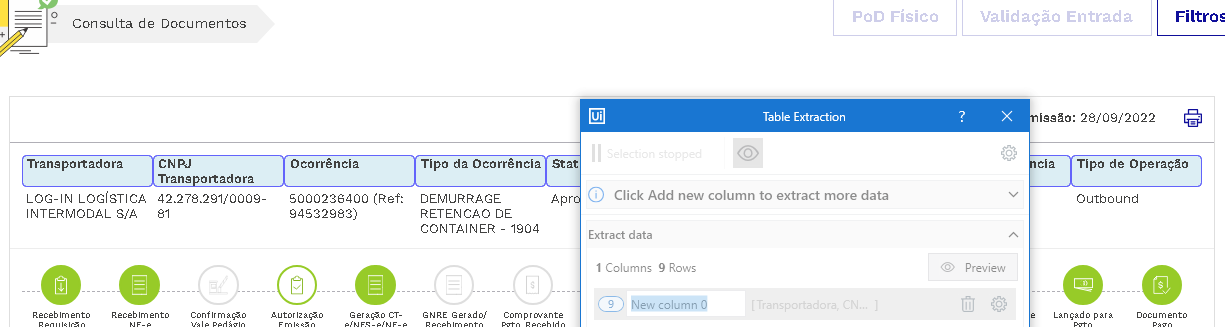 Consulta de Documentos
PoD Físico
Validação Entrada
Filtros
Ui
Table Extraction
?
missão: 28/09/2022
Selection stopped
Transportadora
CNPJ
Transportadora
Ocorrência
Tipo da Ocorrência
Stat
ncia
Tipo de Operação
LOG-IN LOGÍSTICA
INTERMODAL S/A
42.278.291/0009-
81
5000236400 (Ref:
94532983)
DEMURRAGE
RETENCAO DE
CONTAINER - 1904
Apro
Outbound
Click Add new column to extract more data
Extract data
1 Columns 9 Rows
Preview
9
New column 0
[Transportadora, CN... ]
Recebimento
Requisição
Recebimento
NF-e
Confirmação
Vale Pedágio
Autorização
Emissão
Geração CT-
e/NFS-e/NF-e
GNRE Gerado/
Recebimento
Comprovante
Pgto Recebido
Lançado para
Pgto
Documento
Pago